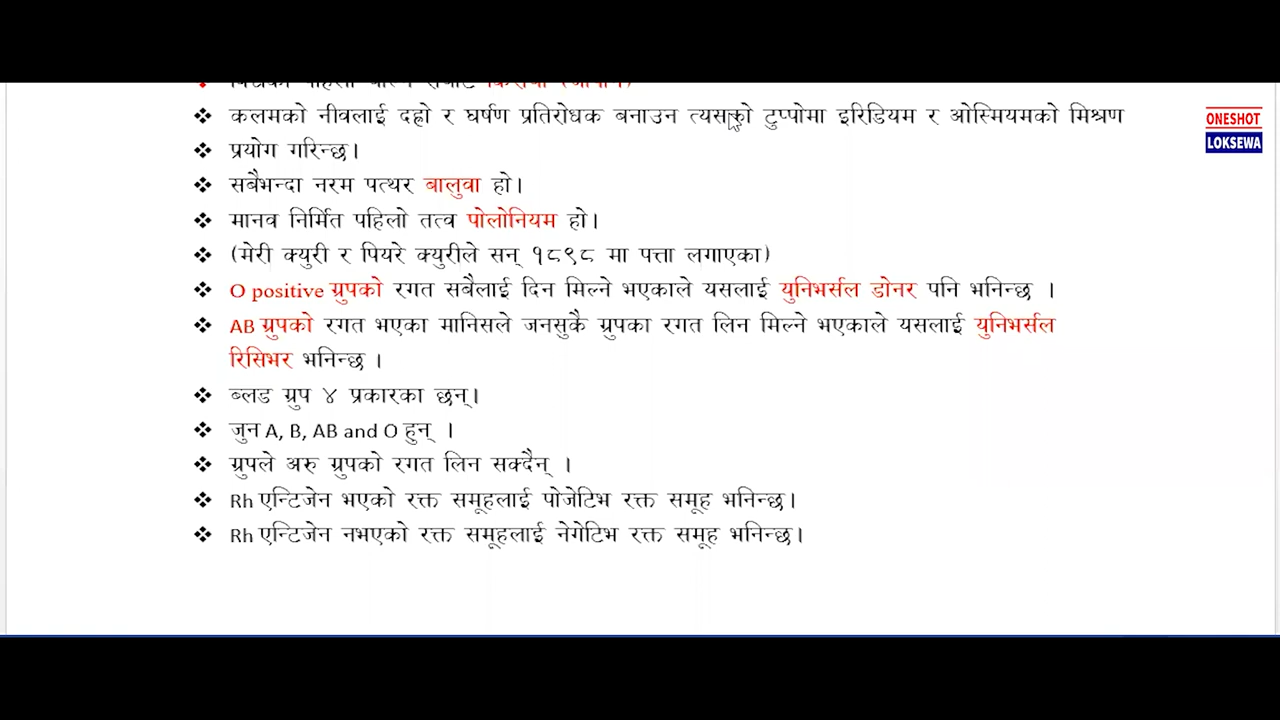 ❖ कलमको नीवलाई दह्रो र घर्षण प्रतिरोधक बनाउन त्यसको टुप्पोमा इरिडियम र ओस्मियमको मिश्रण
❖ प्रयोग गरिन्छ।
❖ सबैभन्दा नरम पत्थर बालुवा हो।
❖ मानव निर्मित पहिलो तत्व पोलोनियम हो।
❖ (मेरी क्युरी र पियरे क्युरीले सन् १८९८ मा पत्ता लगाएका)
❖ O positive ग्रुपको रगत सबैलाई दिन मिल्ने भएकाले यसलाई युनिभर्सल डोनर पनि भनिन्छ ।
❖ AB ग्रुपको रगत भएका मानिसले जनसुकै ग्रुपका रगत लिन मिल्ने भएकाले यसलाई युनिभर्सल
रिसिभर भनिन्छ ।
❖ ब्लड ग्रुप ४ प्रकारका छन्।
❖ जुन A, B, AB and O हुन् ।
❖ ग्रुपले अरु ग्रुपको रगत लिन सक्दैन् ।
❖ Rh एन्टिजेन भएको रक्त समूहलाई पोजेटिभ रक्त समूह भनिन्छ।
❖ Rh एन्टिजेन नभएको रक्त समूहलाई नेगेटिभ रक्त समूह भनिन्छ।
ONESHOT
LOKSEWA